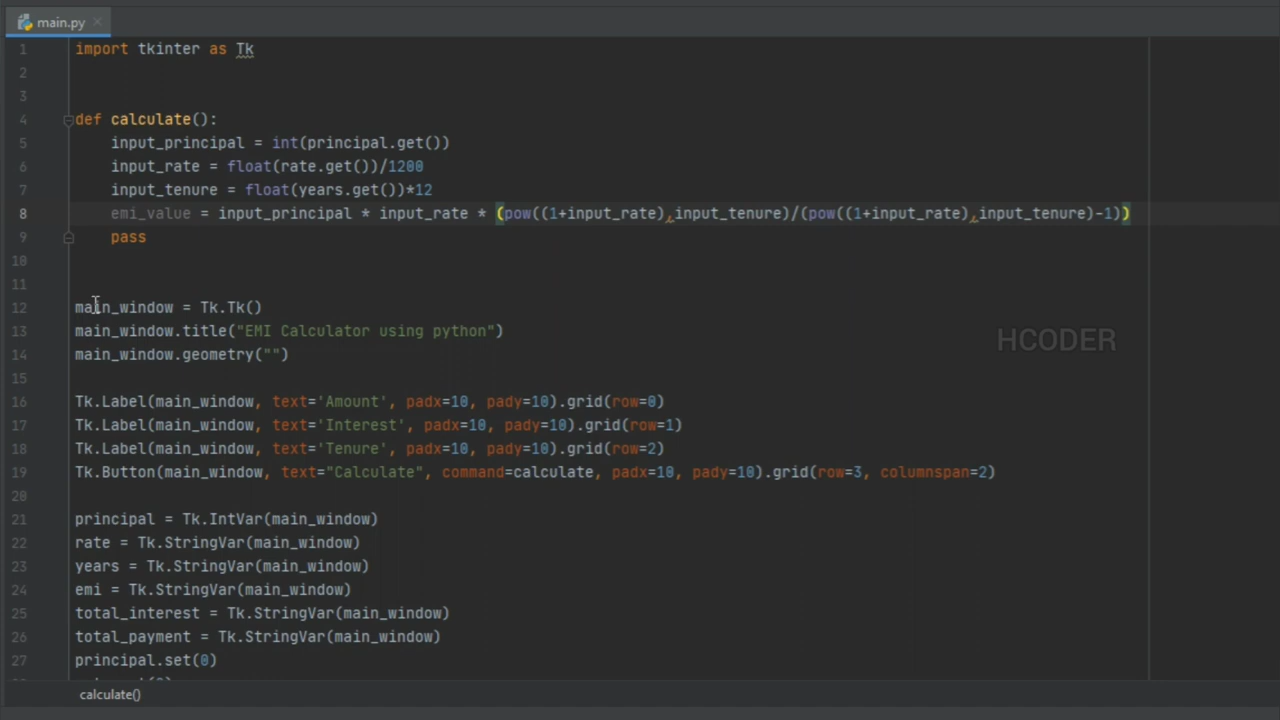 main.py
1 import tkinter as Tk
2
3
4 def calculate():
5 input_principal = int(principal.get())
6 input_rate = float(rate.get())/1200
7 input_tenure = float(years.get())*12
8 emi_value = input_principal * input_rate * (pow((1+input_rate),input_tenure)/(pow((1+input_rate),input_tenure)-1))
9 pass
10
11
12 main_window = Tk.Tk()
13 main_window.title("EMI Calculator using python")
14 main_window.geometry("")
HCODER
15
16 Tk.Label(main_window, text='Amount', padx=10, pady=10).grid(row=0)
17 Tk.Label(main_window, text='Interest', padx=10, pady=10).grid(row=1)
18 Tk.Label(main_window, text='Tenure', padx=10, pady=10).grid(row=2)
19 Tk.Button(main_window, text="Calculate", command=calculate, padx=10, pady=10).grid(row=3, columnspan=2)
20
21 principal = Tk.IntVar(main_window)
22 rate = Tk.StringVar(main_window)
23 years = Tk.StringVar(main_window)
24 emi = Tk.StringVar(main_window)
25 total_interest = Tk.StringVar(main_window)
26 total_payment = Tk.StringVar(main_window)
27 principal.set(0)
calculate()